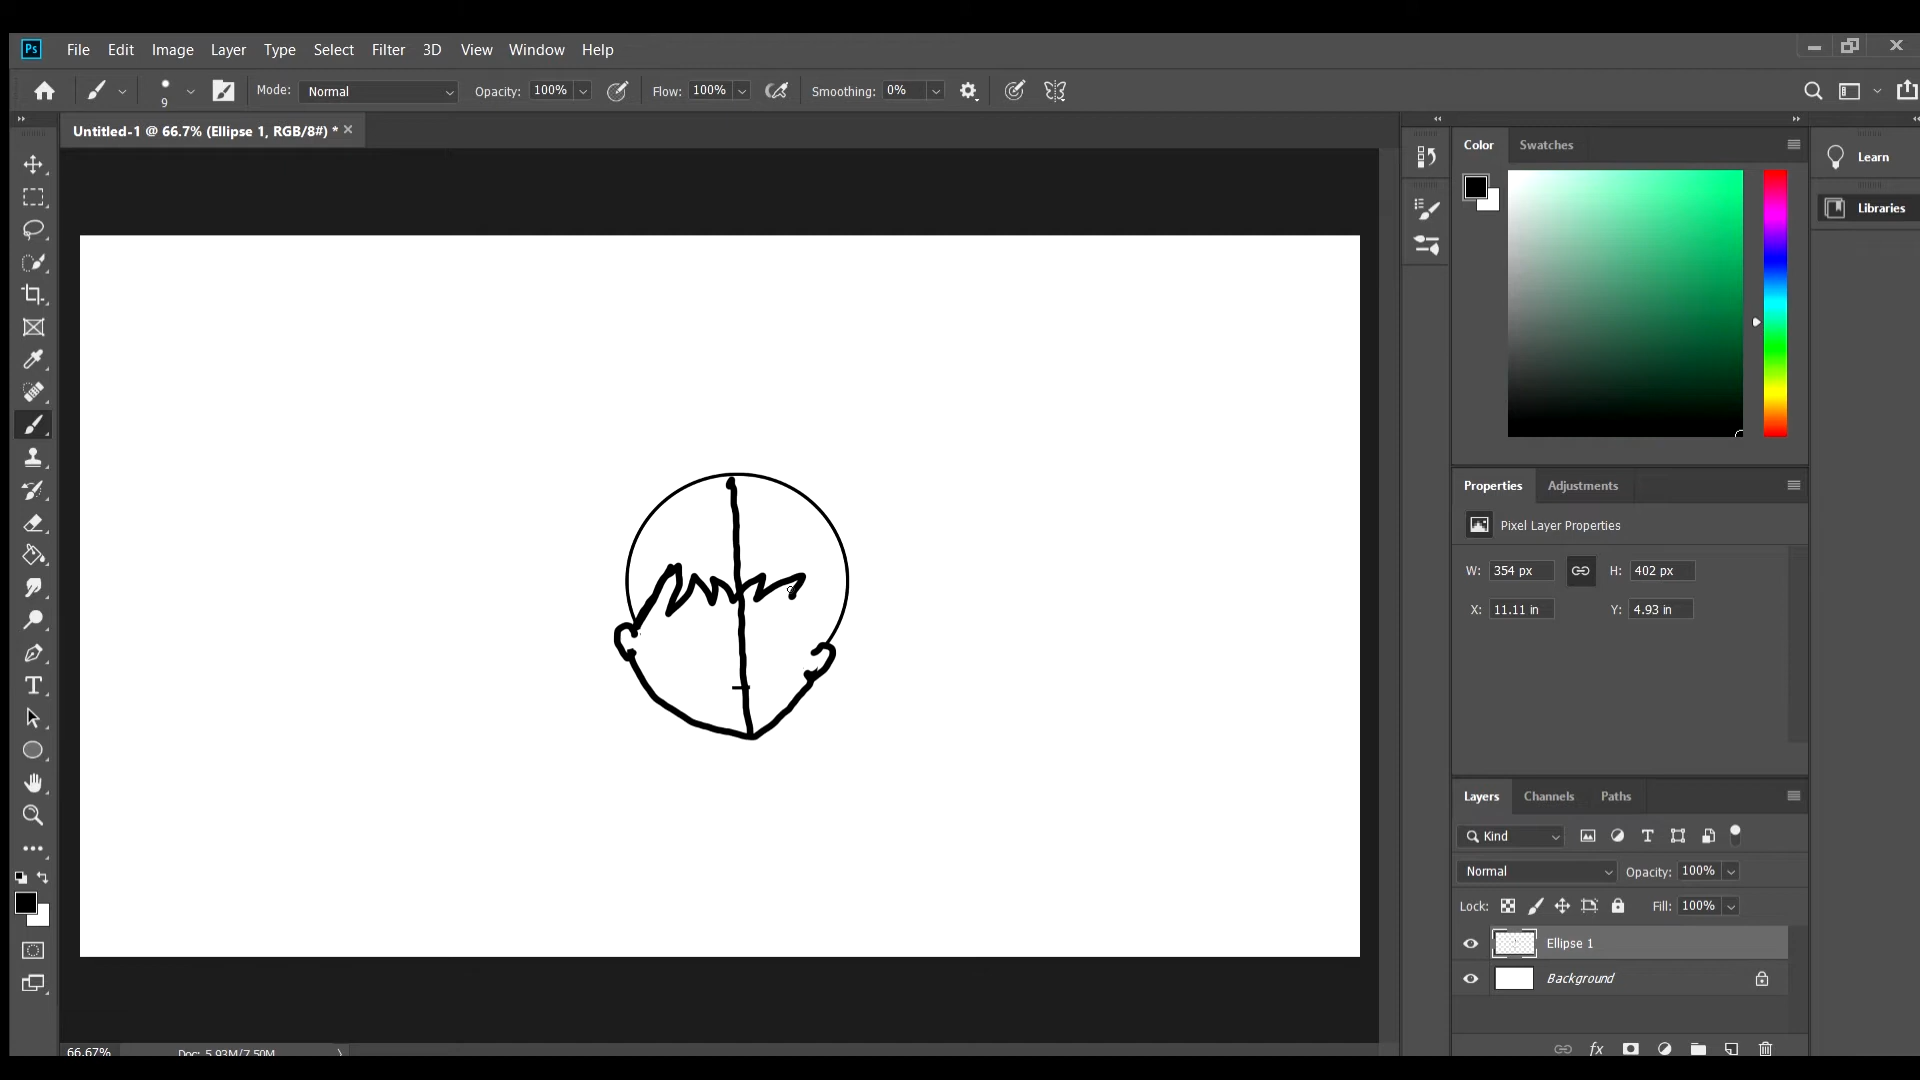 Ps File Edit Image Layer Type Select Filter 3D View Window Help
9 Mode: Normal Opacity: 100% Flow: 100% Smoothing: 0%
Untitled-1 @ 66.7% (Ellipse 1, RGB/8#) *
Color Swatches
Learn
Libraries
Properties Adjustments
Pixel Layer Properties
W: 354 px H: 402 px
X: 11.11 in Y: 4.93 in
Layers Channels Paths
Kind
Normal Opacity: 100%
Lock: Fill: 100%
Ellipse 1
Background
fx
66.67% Doc: 5.93M/7.50M